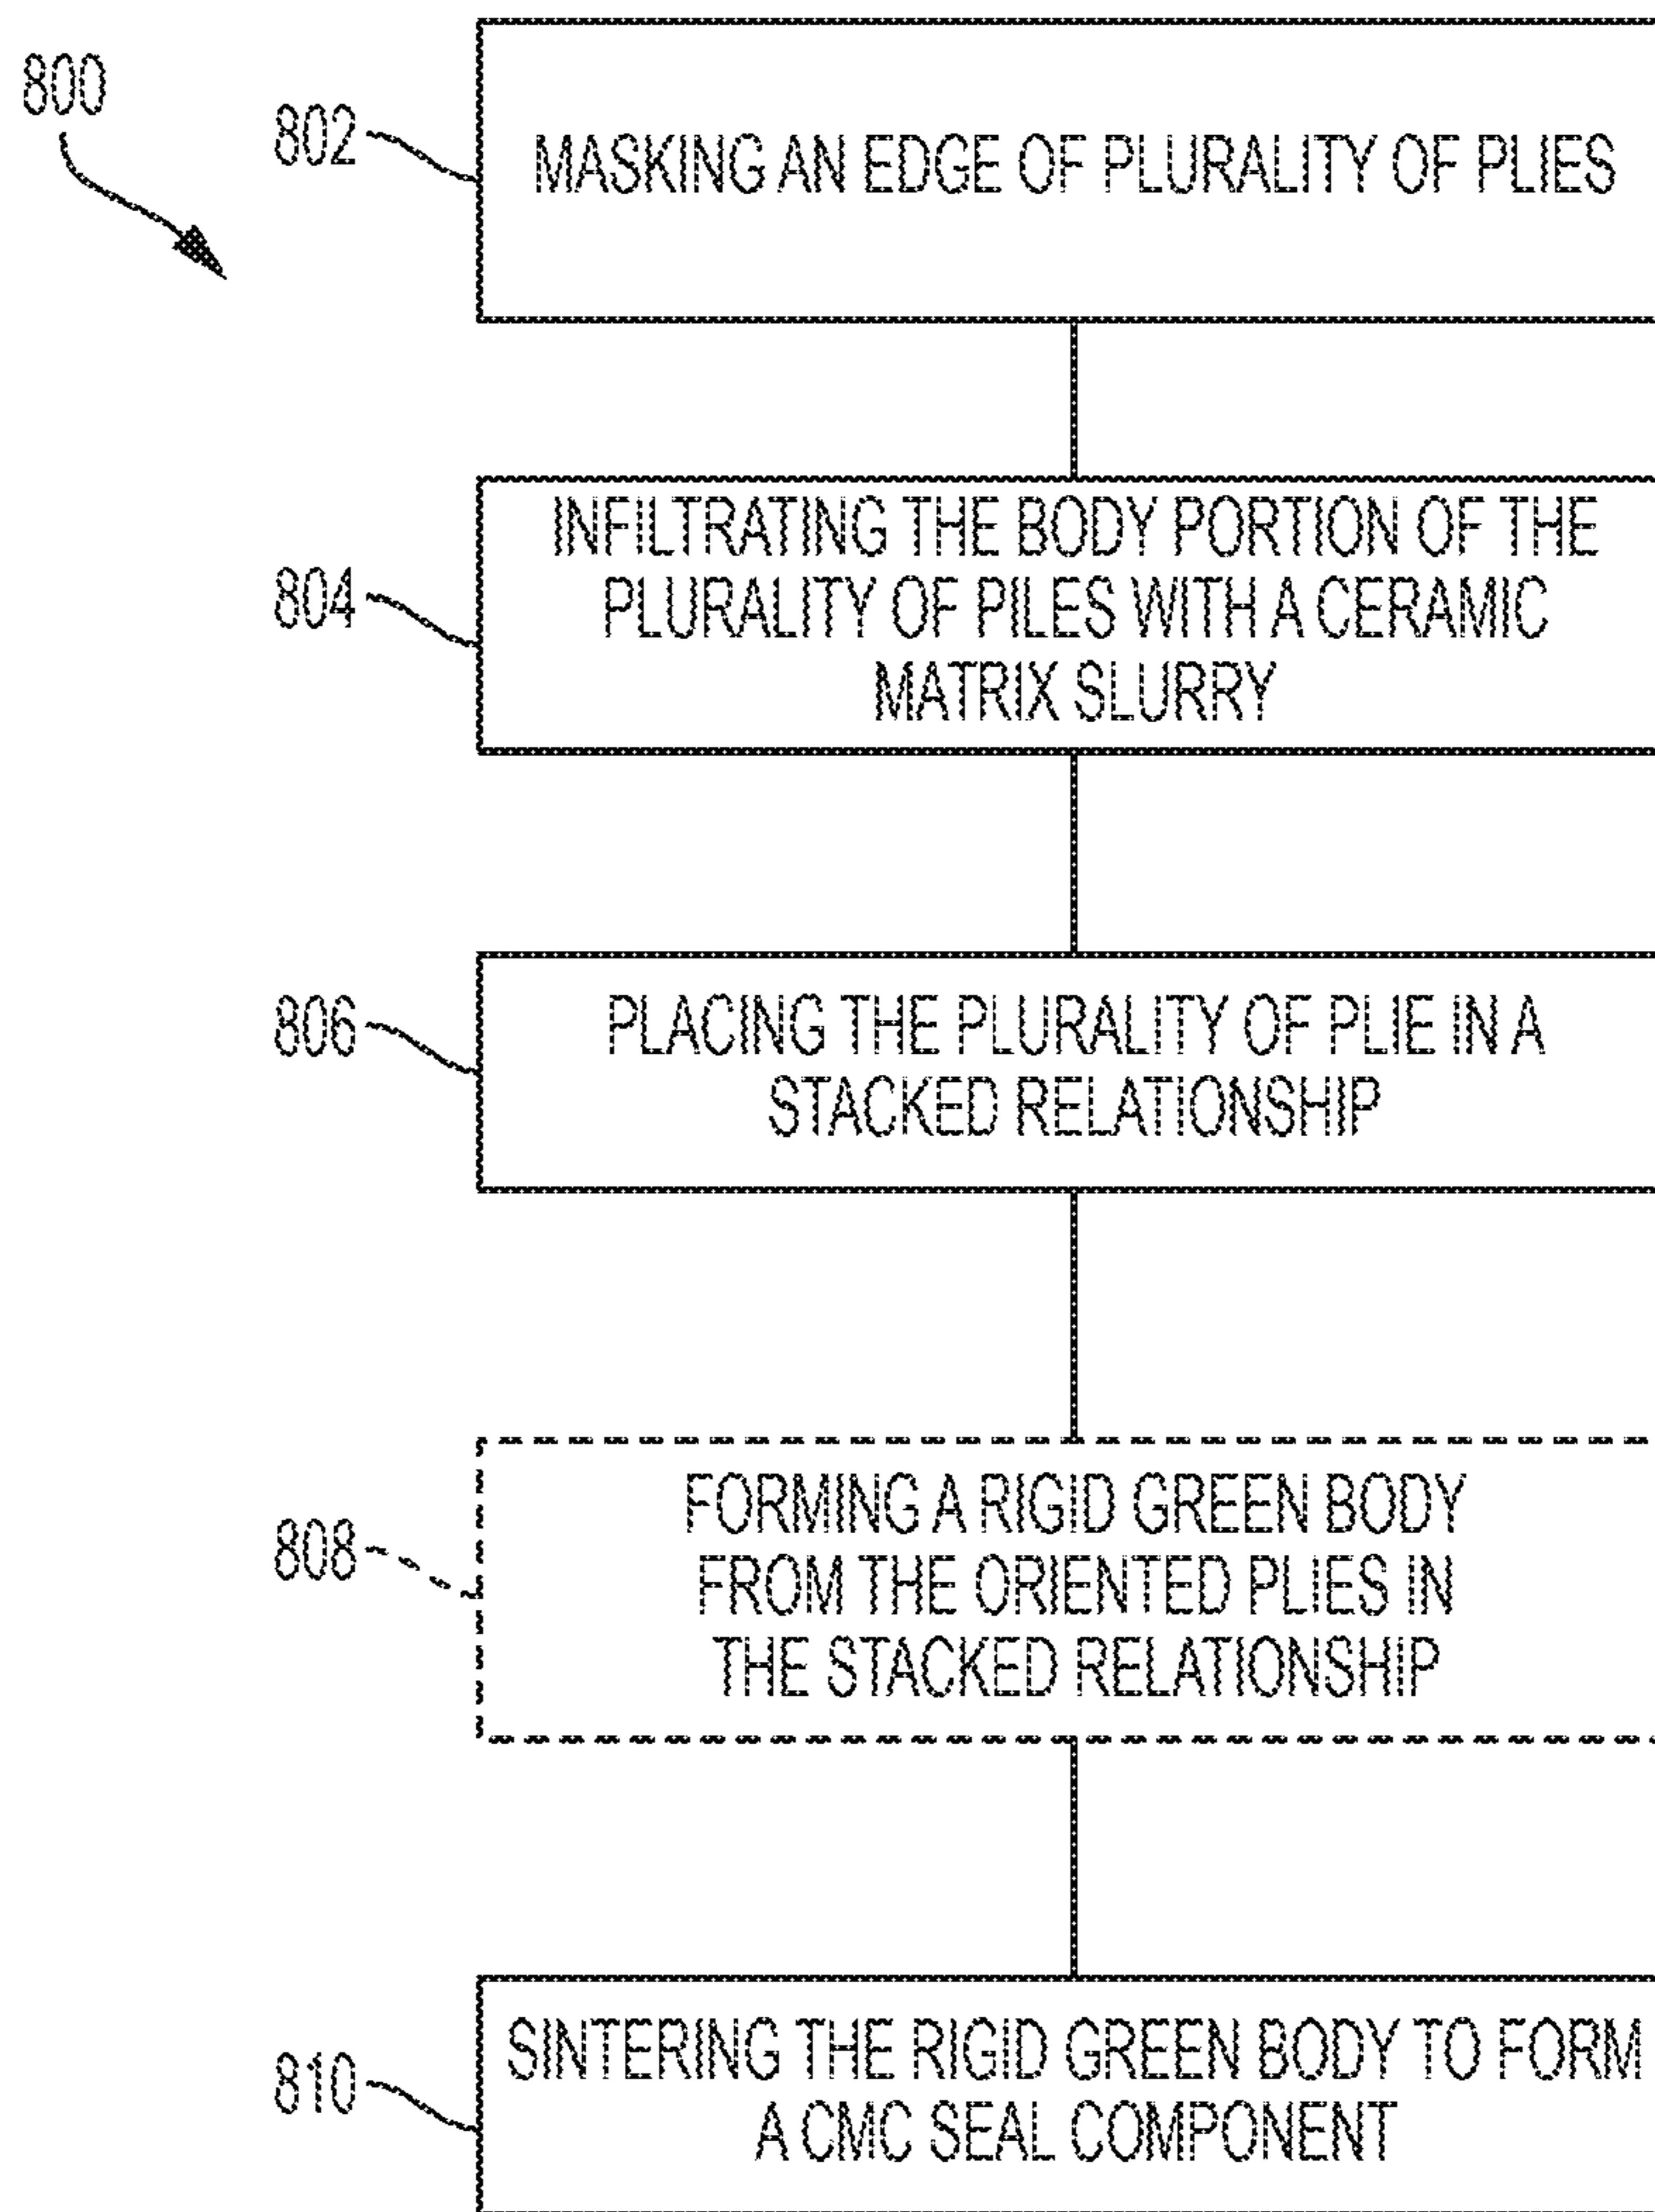 800
802
MASKING AN EDGE OF PLURALITY OF PLIES
804
INFILTRATING THE BODY PORTION OF THE
PLURALITY OF PILES WITH A CERAMIC
MATRIX SLURRY
806
PLACING THE PLURALITY OF PLIE IN A
STACKED RELATIONSHIP
808
FORMING A RIGID GREEN BODY
FROM THE ORIENTED PLIES IN
THE STACKED RELATIONSHIP
810
SINTERING THE RIGID GREEN BODY TO FORM
A CMC SEAL COMPONENT